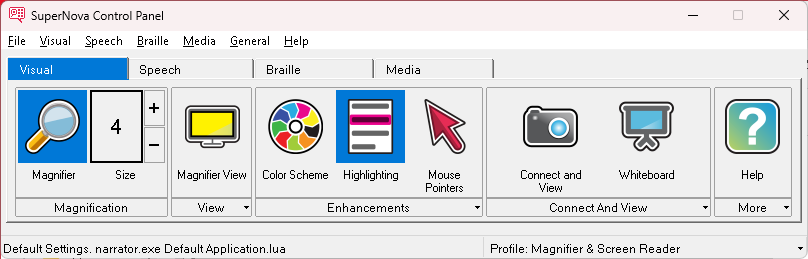 SuperNova Control Panel
File Visual Speech Braille Media General Help
Visual Speech Braille Media
4 + −
Magnifier Size Magnifier View Color Scheme Highlighting Mouse Pointers Connect and View Whiteboard Help
Magnification View Enhancements Connect And View More
Default Settings. narrator.exe Default Application.lua Profile: Magnifier & Screen Reader